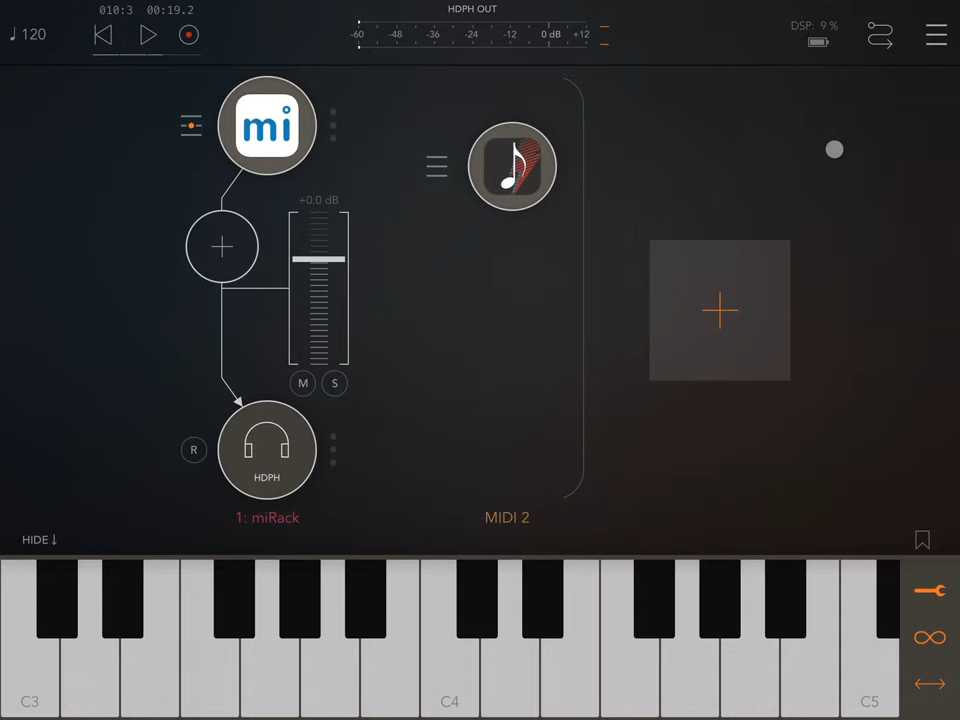 010:3 00:19.2
HDPH OUT
♩120
-60 -48 -36 -24 -12 0 dB +12
DSP: 9 %
mi
+0.0 dB
M S
R
HDPH
1: miRack
MIDI 2
HIDE↓
C3
C4
C5